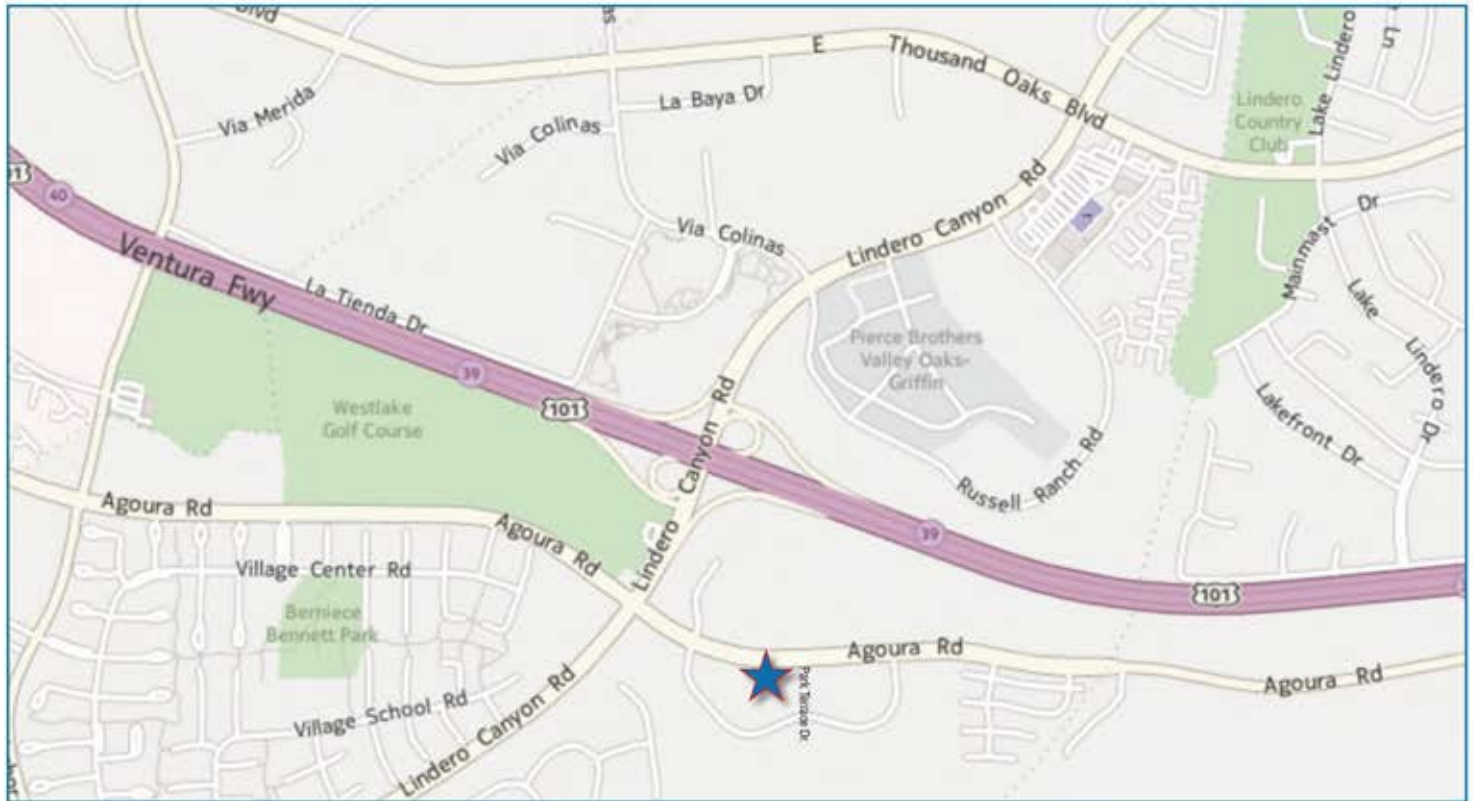 Blvd
as
E
Thousand Oaks Blvd
Ln
Lake Lindero
Lindero
Country
Club
Via Merida
La Baya Dr
Via Colinas
Lindero Canyon Rd
40
Ventura Fwy
La Tienda Dr
Via Colinas
Mainmast Dr
Lake Lindero Dr
Pierce Brothers
Valley Oaks-
Griffin
39
101
Westlake
Golf Course
Lakefront Dr
Lindero Canyon Rd
Russell Ranch Rd
Agoura Rd
Agoura Rd
39
101
Village Center Rd
Berniece
Bennett Park
Agoura Rd
Agoura Rd
Park Terrace Dr
Village School Rd
Lindero Canyon Rd